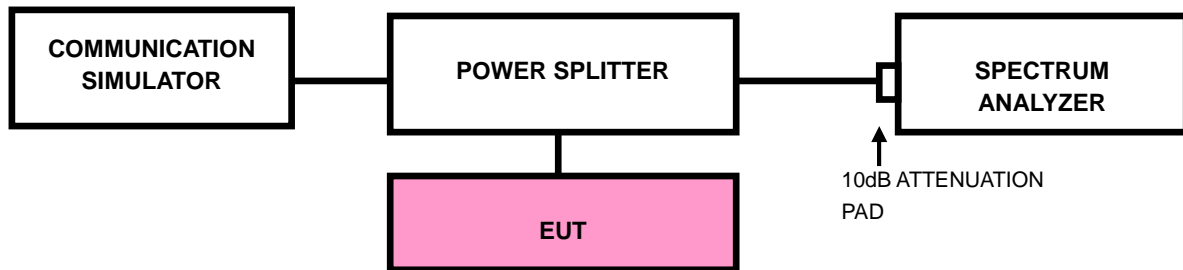 COMMUNICATION
SIMULATOR
POWER SPLITTER
SPECTRUM
ANALYZER
10dB ATTENUATION
PAD
EUT